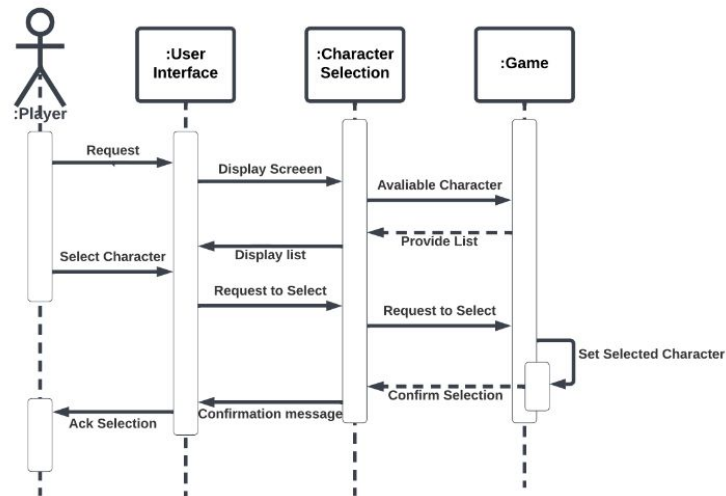 :User
Interface
:Character
Selection
:Game
:Player
Request
Display Screeen
Avaliable Character
Provide List
Display list
Select Character
Request to Select
Request to Select
Set Selected Character
Confirm Selection
Confirmation message
Ack Selection